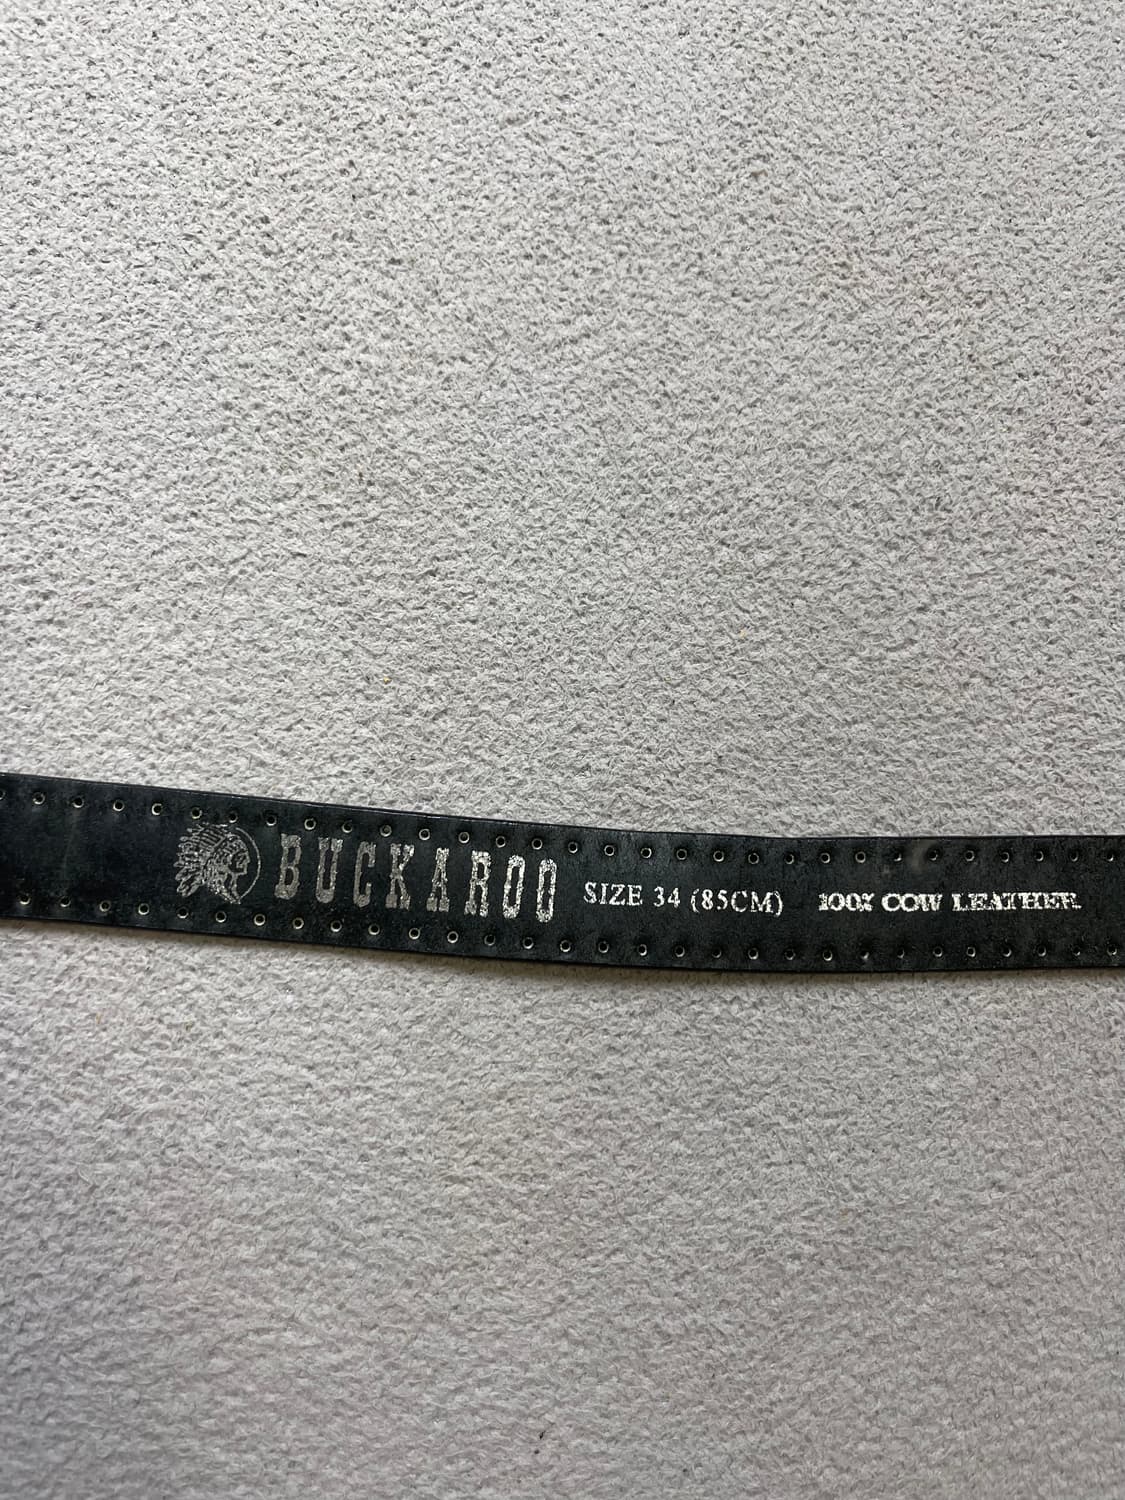 BUCKAROO SIZE 34 (85CM) 100% COW LEATHER